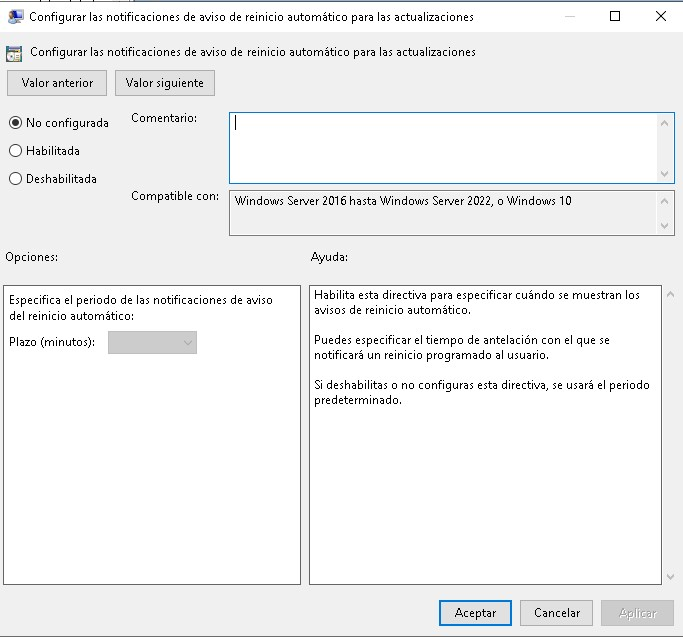 Configurar las notificaciones de aviso de reinicio automático para las actualizaciones
Configurar las notificaciones de aviso de reinicio automático para las actualizaciones
Valor anterior
Valor siguiente
No configurada
Habilitada
Deshabilitada
Comentario:
Compatible con:
Windows Server 2016 hasta Windows Server 2022, o Windows 10
Opciones:
Ayuda:
Especifica el periodo de las notificaciones de aviso
del reinicio automático:
Plazo (minutos):
Habilita esta directiva para especificar cuándo se muestran los
avisos de reinicio automático.
Puedes especificar el tiempo de antelación con el que se
notificará un reinicio programado al usuario.
Si deshabilitas o no configuras esta directiva, se usará el periodo
predeterminado.
Aceptar
Cancelar
Aplicar